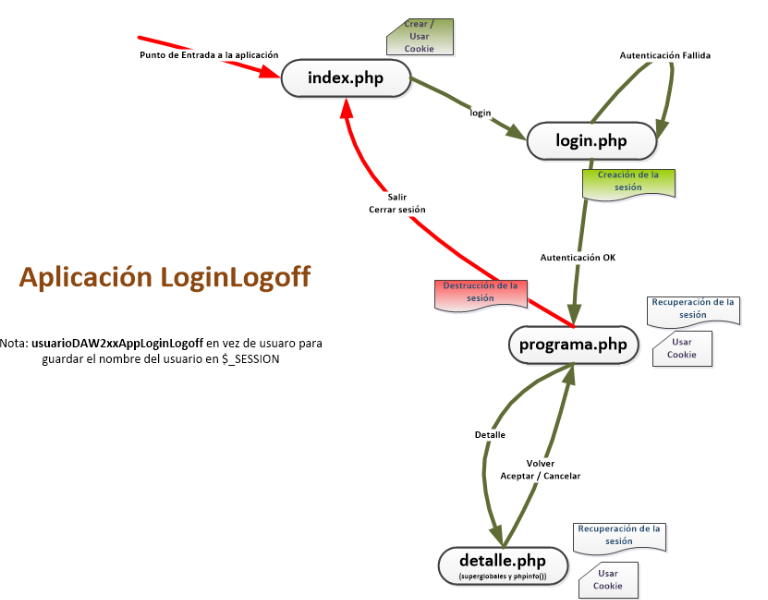 Crear /
Usar
Cookie
Punto de Entrada a la aplicación
index.php
Autenticación Fallida
login
login.php
Creación de la
sesión
Salir
Cerrar sesión
Autenticación OK
Aplicación LoginLogoff
Destrucción de la
sesión
Recuperación de la
sesión
Nota: usuarioDAW2xxAppLoginLogoff en vez de usuaro para
guardar el nombre del usuario en $_SESSION
programa.php
Usar
Cookie
Detalle
Volver
Aceptar / Cancelar
Recuperación de la
sesión
detalle.php
(superglobales y phpinfo())
Usar
Cookie